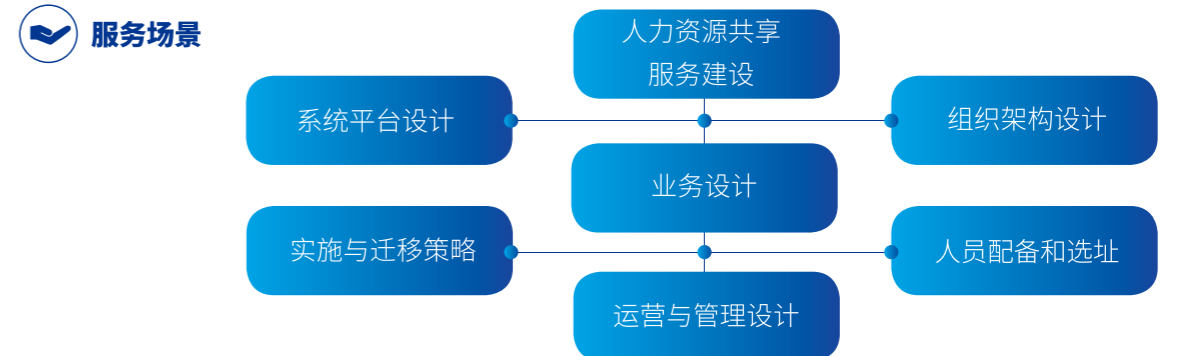 服务场景
人力资源共享
服务建设
系统平台设计
组织架构设计
业务设计
实施与迁移策略
人员配备和选址
运营与管理设计